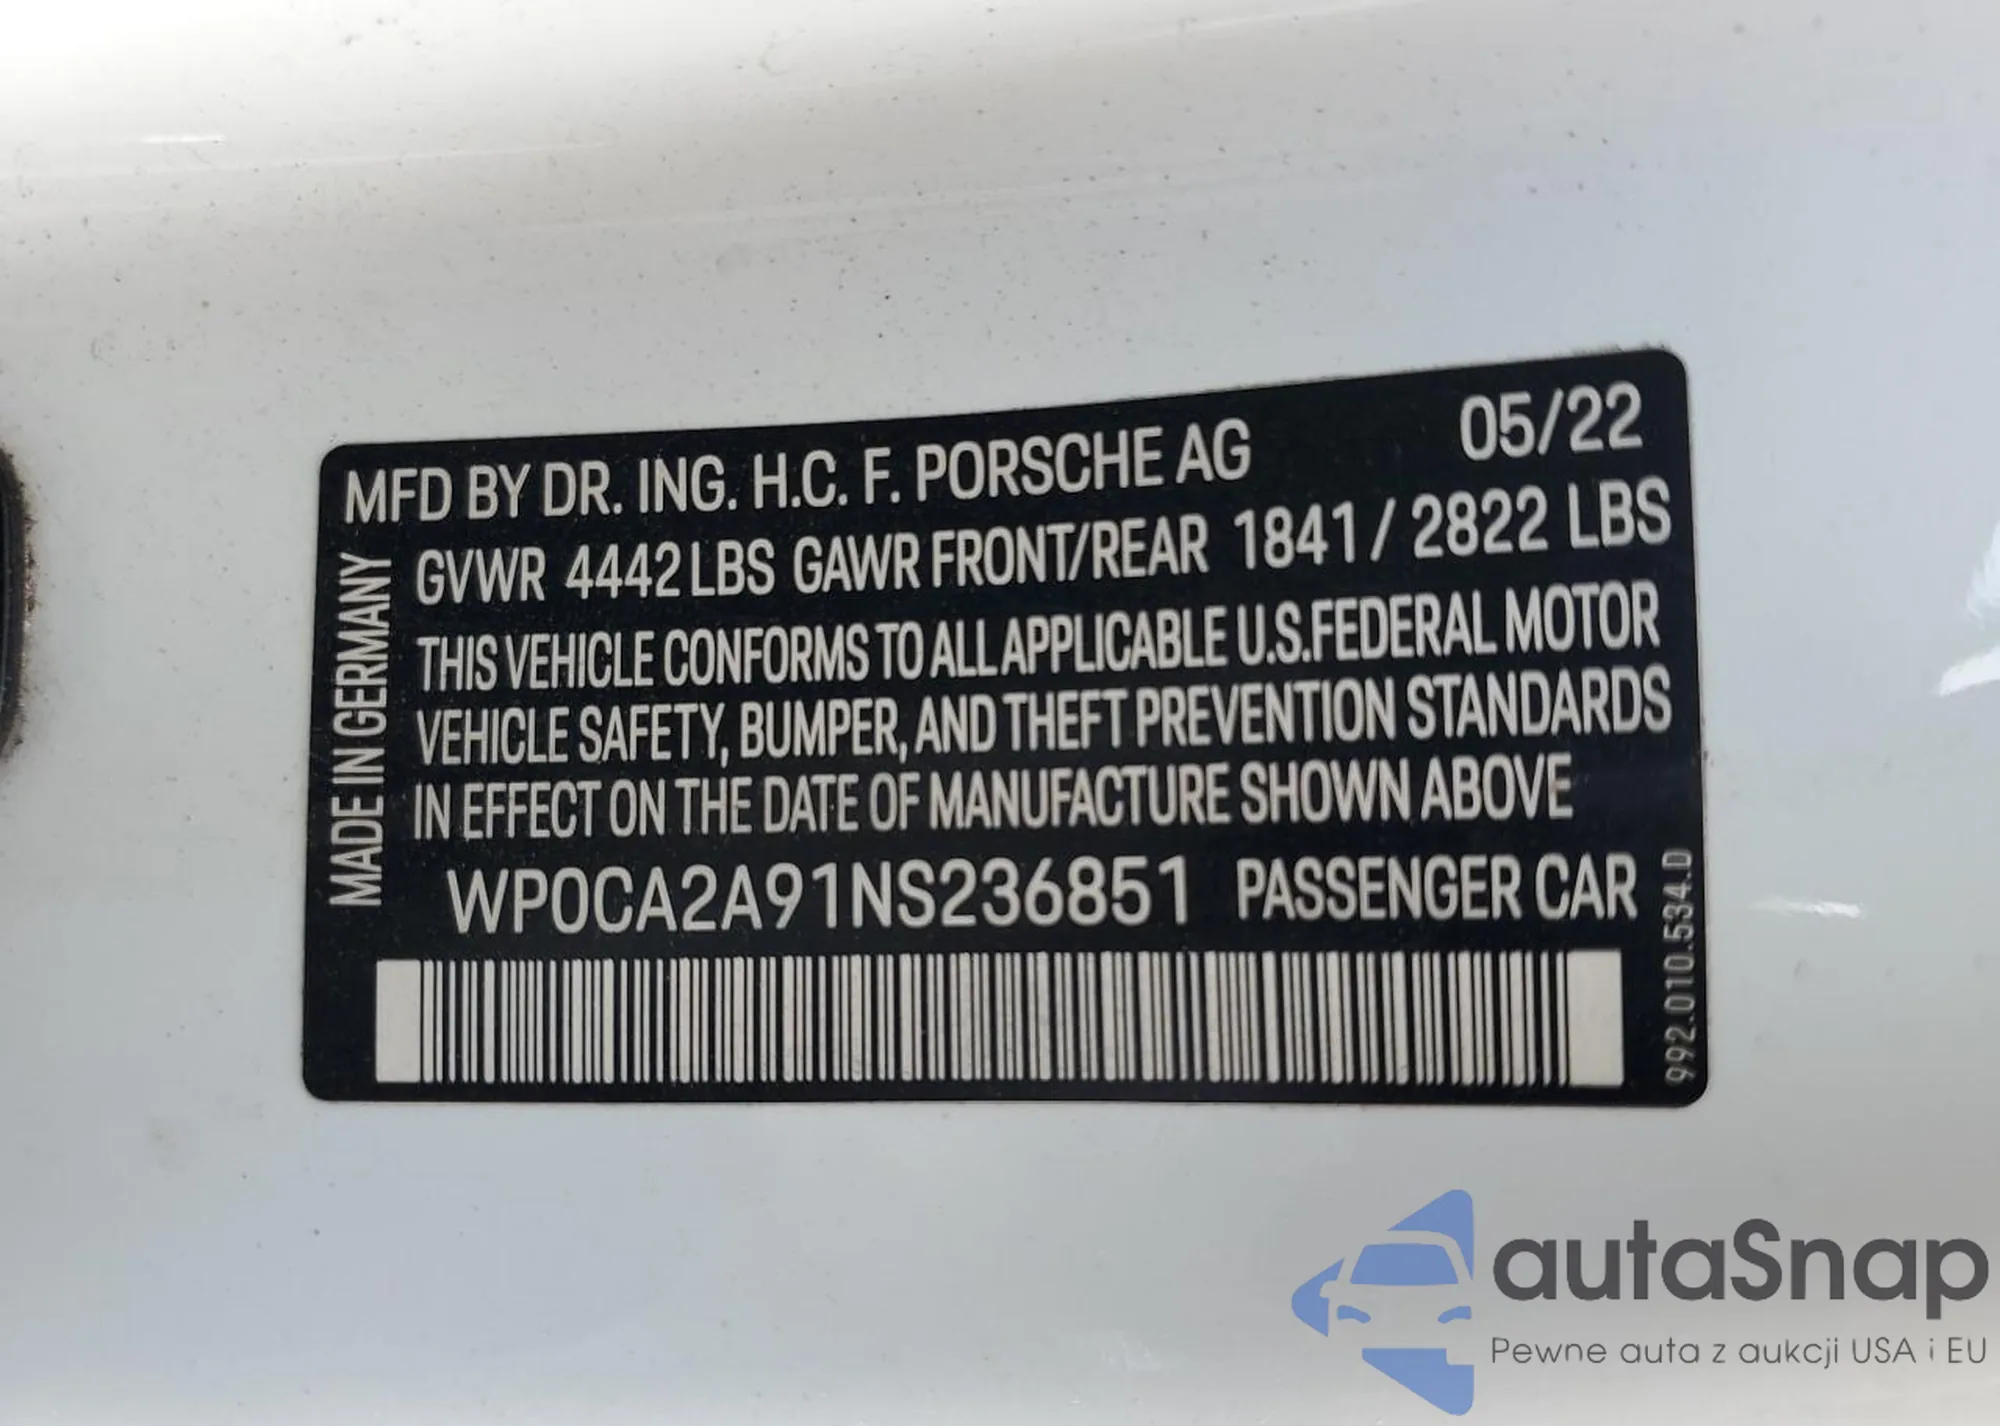 MFD BY DR. ING. H.C. F. PORSCHE AG 05/22
GVWR 4442 LBS GAWR FRONT/REAR 1841 / 2822 LBS
THIS VEHICLE CONFORMS TO ALL APPLICABLE U.S.FEDERAL MOTOR
VEHICLE SAFETY, BUMPER, AND THEFT PREVENTION STANDARDS
IN EFFECT ON THE DATE OF MANUFACTURE SHOWN ABOVE
WP0CA2A91NS236851 PASSENGER CAR
MADE IN GERMANY
992.010.534.D
autaSnap
Pewne auta z aukcji USA i EU